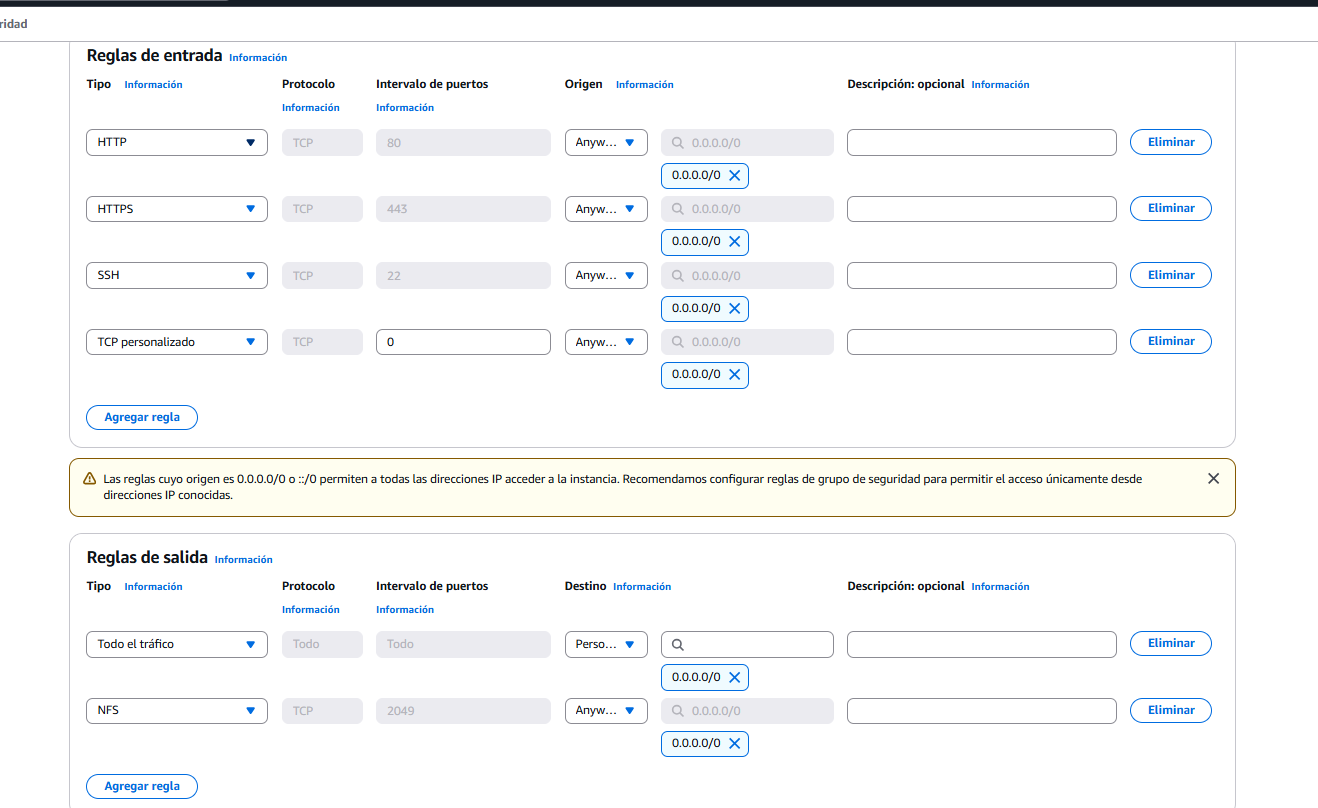 ridad
Reglas de entrada Información
Tipo Información Protocolo Intervalo de puertos Origen Información Descripción: opcional Información
Información Información
HTTP TCP 80 Anyw... 0.0.0.0/0 Eliminar
0.0.0.0/0
HTTPS TCP 443 Anyw... 0.0.0.0/0 Eliminar
0.0.0.0/0
SSH TCP 22 Anyw... 0.0.0.0/0 Eliminar
0.0.0.0/0
TCP personalizado TCP 0 Anyw... 0.0.0.0/0 Eliminar
0.0.0.0/0
Agregar regla
Las reglas cuyo origen es 0.0.0.0/0 o ::/0 permiten a todas las direcciones IP acceder a la instancia. Recomendamos configurar reglas de grupo de seguridad para permitir el acceso únicamente desde
direcciones IP conocidas.
Reglas de salida Información
Tipo Información Protocolo Intervalo de puertos Destino Información Descripción: opcional Información
Información Información
Todo el tráfico Todo Todo Perso... Eliminar
0.0.0.0/0
NFS TCP 2049 Anyw... 0.0.0.0/0 Eliminar
0.0.0.0/0
Agregar regla